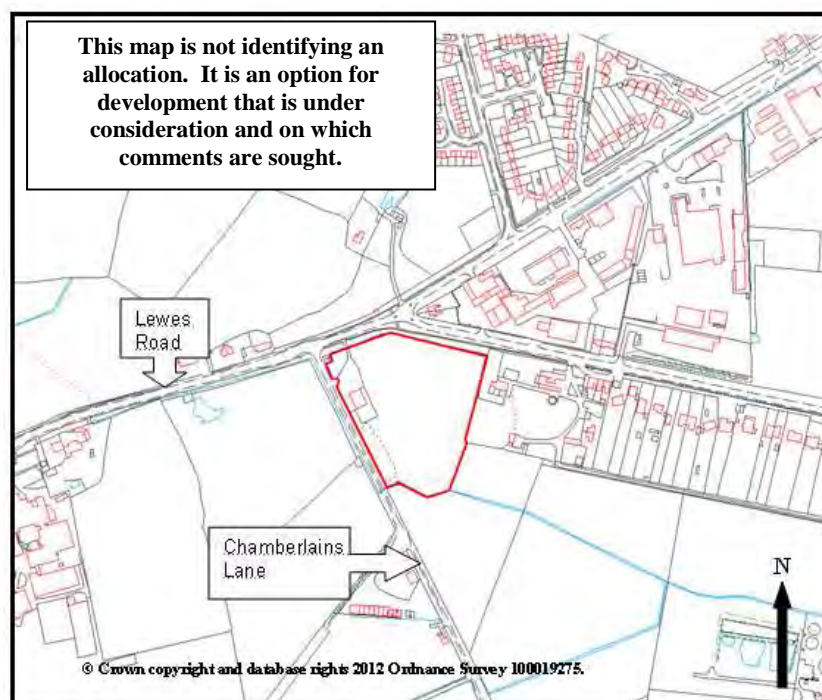 This map is not identifying an
allocation. It is an option for
development that is under
consideration and on which
comments are sought.
Lewes
Road
Chamberlains
Lane
N
© Crown copyright and database rights 2012 Ordnance Survey 100019275.